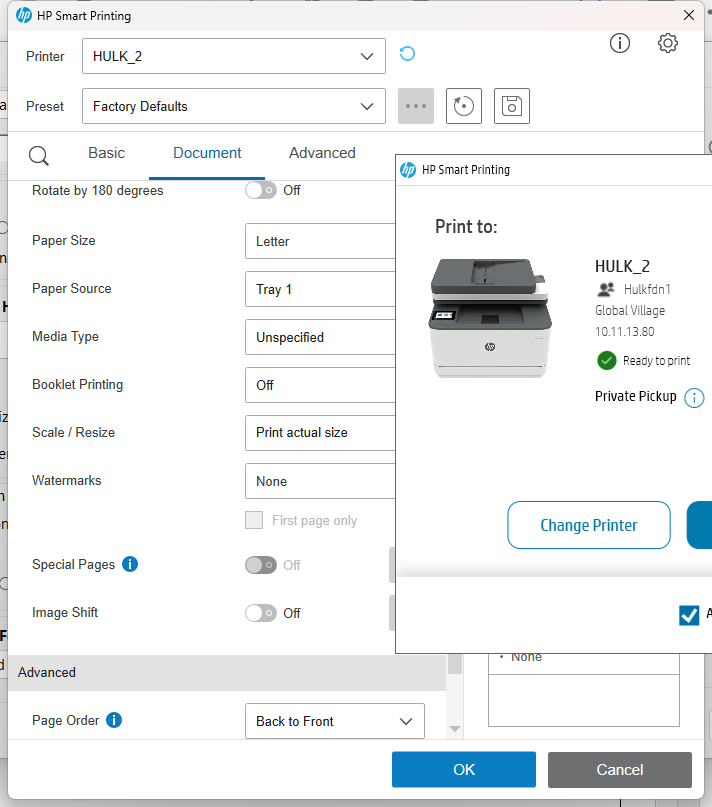 HP Smart Printing
Printer
HULK_2
Preset
Factory Defaults
Basic
Document
Advanced
Rotate by 180 degrees
Off
Paper Size
Letter
Paper Source
Tray 1
Media Type
Unspecified
Booklet Printing
Off
Scale / Resize
Print actual size
Watermarks
None
First page only
Special Pages
Off
Image Shift
Off
Advanced
Page Order
Back to Front
HP Smart Printing
Print to:
HULK_2
Hulkfdn1
Global Village
10.11.13.80
Ready to print
Private Pickup
Change Printer
• None
OK
Cancel